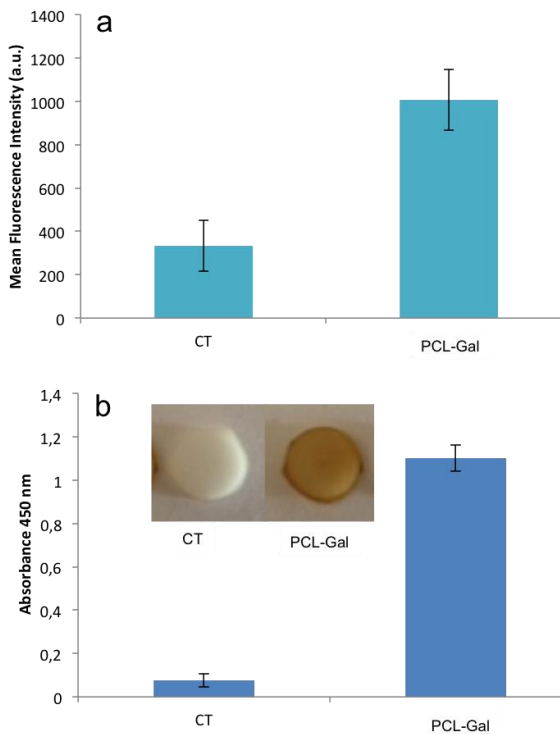 a
Mean Fluorescence Intensity (a.u.)
1400
1200
1000
800
600
400
200
0
CT
PCL-Gal
b
Absorbance 450 nm
1,4
1,2
1
0,8
0,6
0,4
0,2
0
CT
PCL-Gal
CT
PCL-Gal